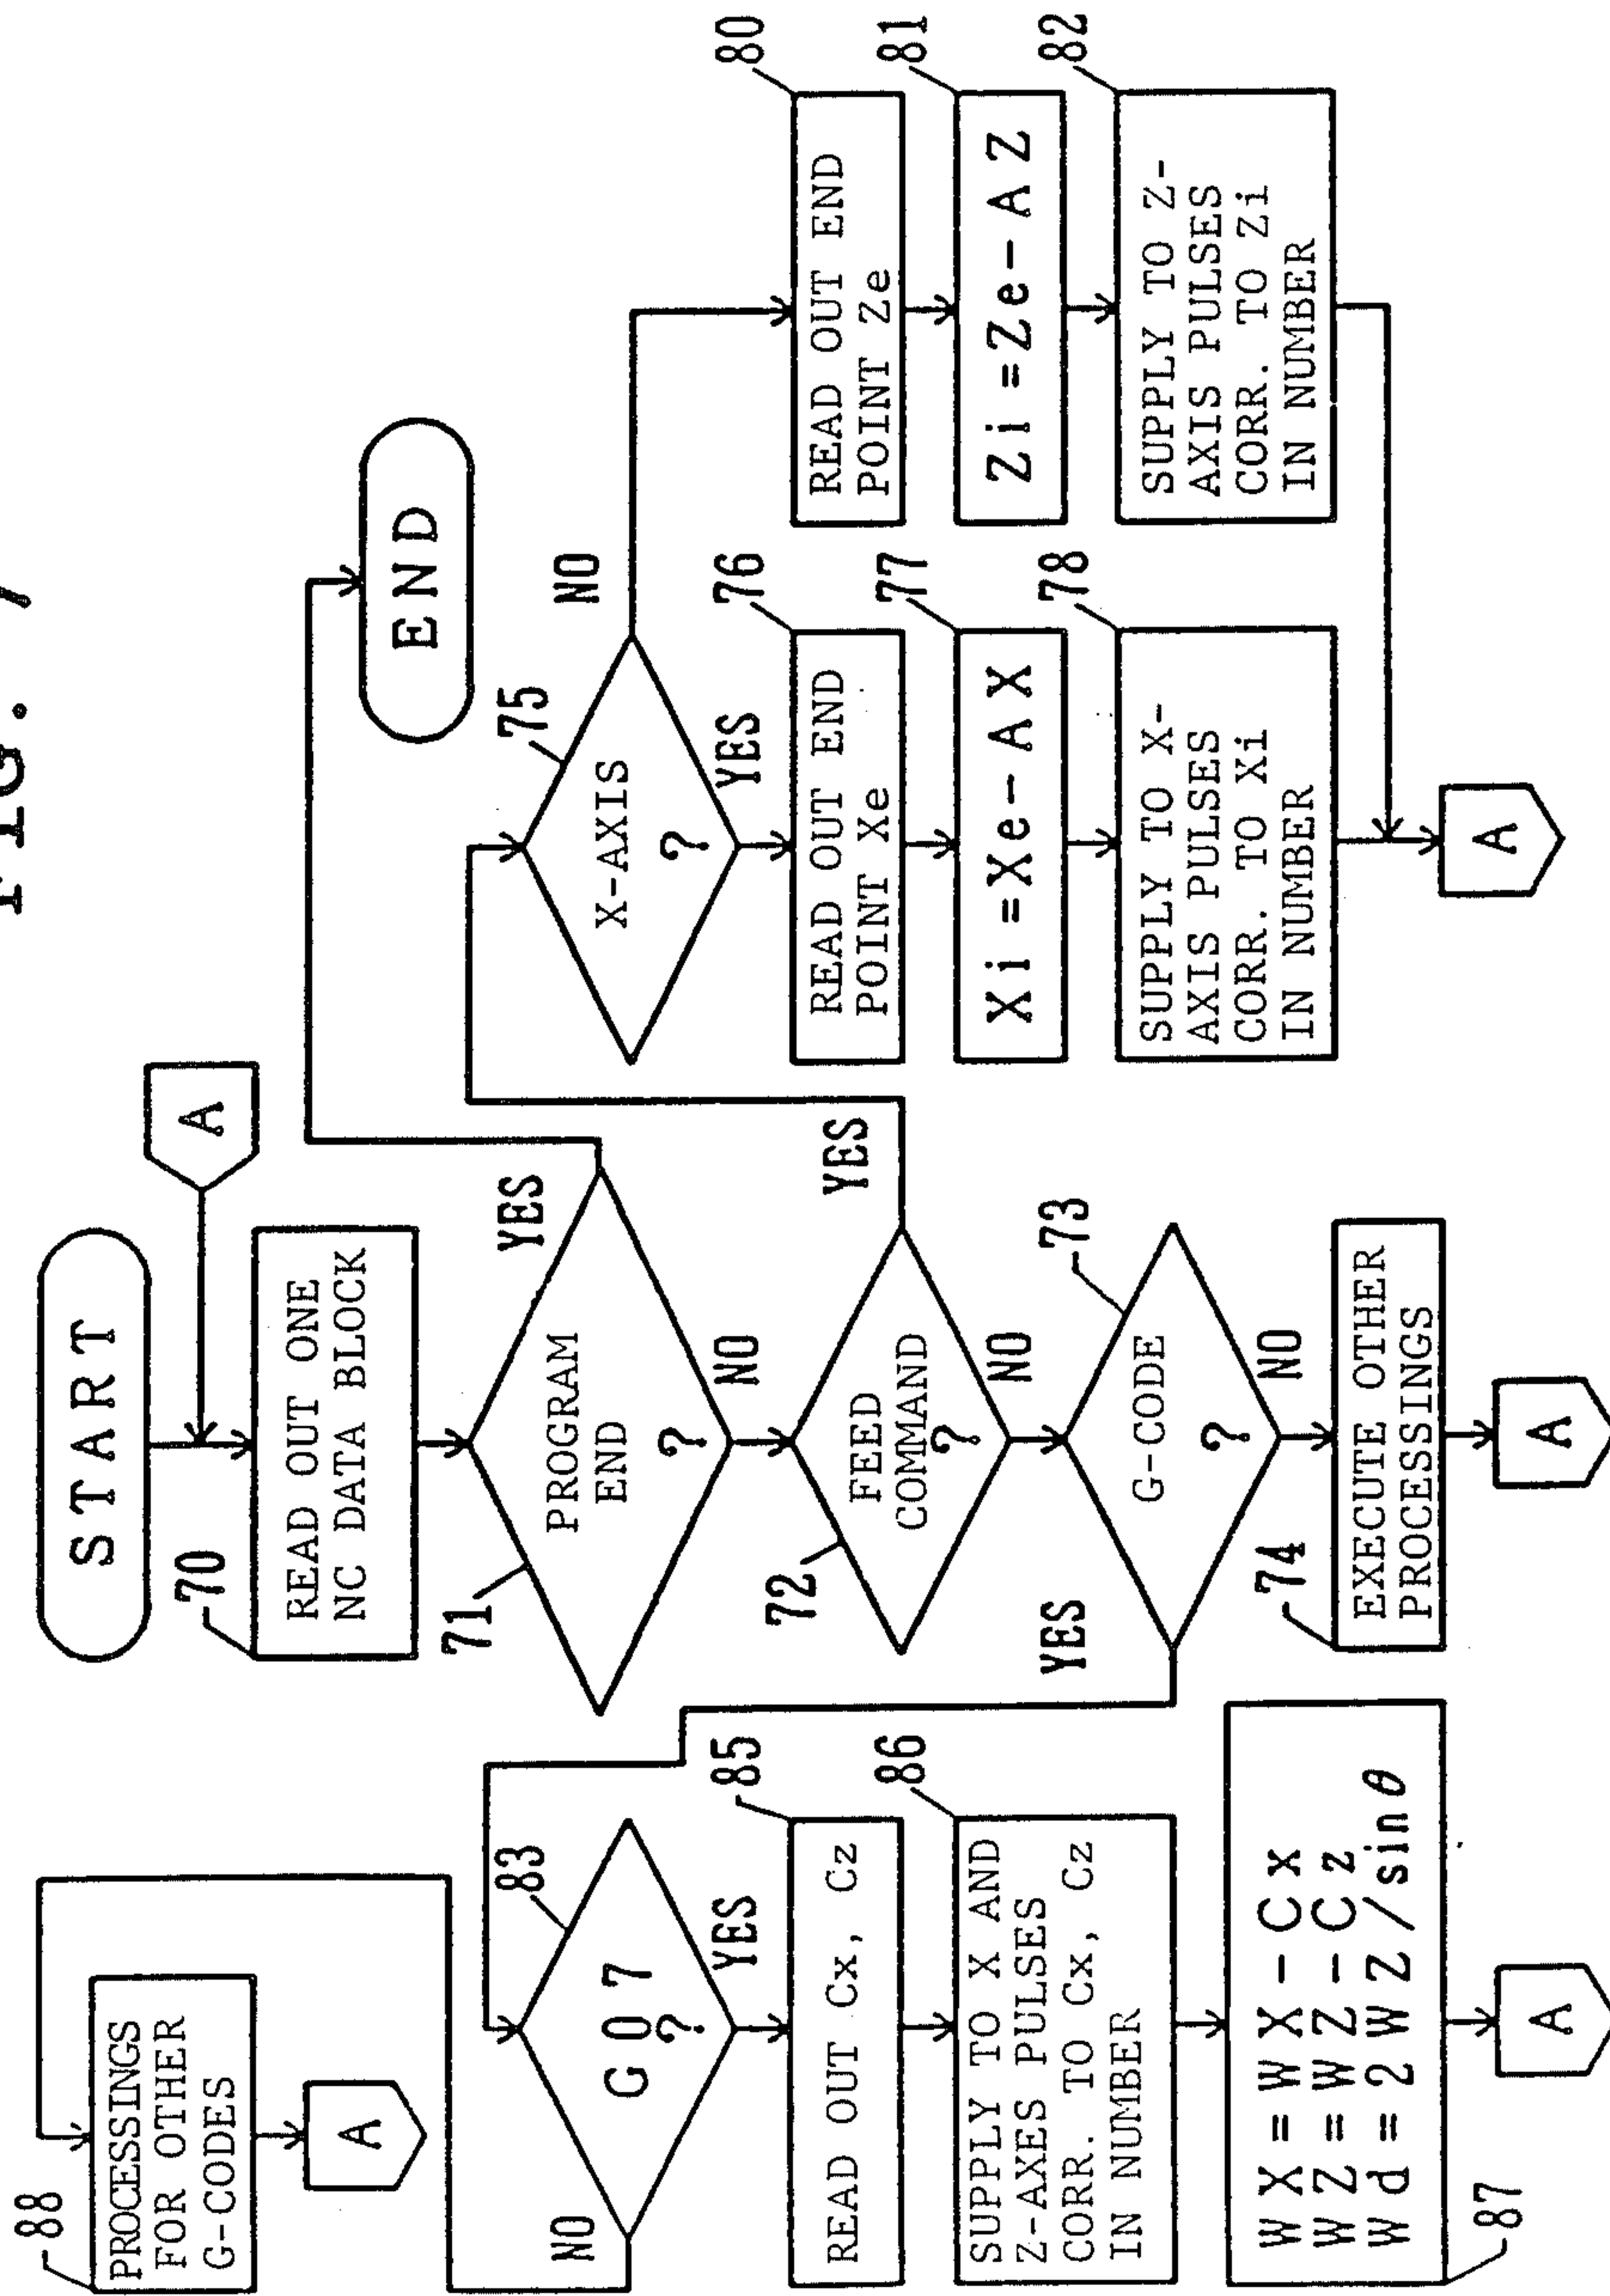 FIG. 7
START
A
70
READ OUT ONE
NC DATA BLOCK
71
PROGRAM
END
?
YES
NO
END
72
FEED
COMMAND
?
YES
NO
73
G-CODE
?
YES
NO
74
EXECUTE OTHER
PROCESSINGS
A
75
X-AXIS
?
NO
YES
76
READ OUT END
POINT Xe
77
Xi=Xe-AX
78
SUPPLY TO X-
AXIS PULSES
CORR. TO Xi
IN NUMBER
A
80
READ OUT END
POINT Ze
81
Zi=Ze-AZ
82
SUPPLY TO Z-
AXIS PULSES
CORR. TO Zi
IN NUMBER
88
PROCESSINGS
FOR OTHER
G-CODES
A
83
G07
?
NO
YES
85
READ OUT Cx, Cz
86
SUPPLY TO X AND
Z-AXES PULSES
CORR. TO Cx, Cz
IN NUMBER
87
WX=WX-Cx
WZ=WZ-Cz
Wd=2WZ/sinθ
A